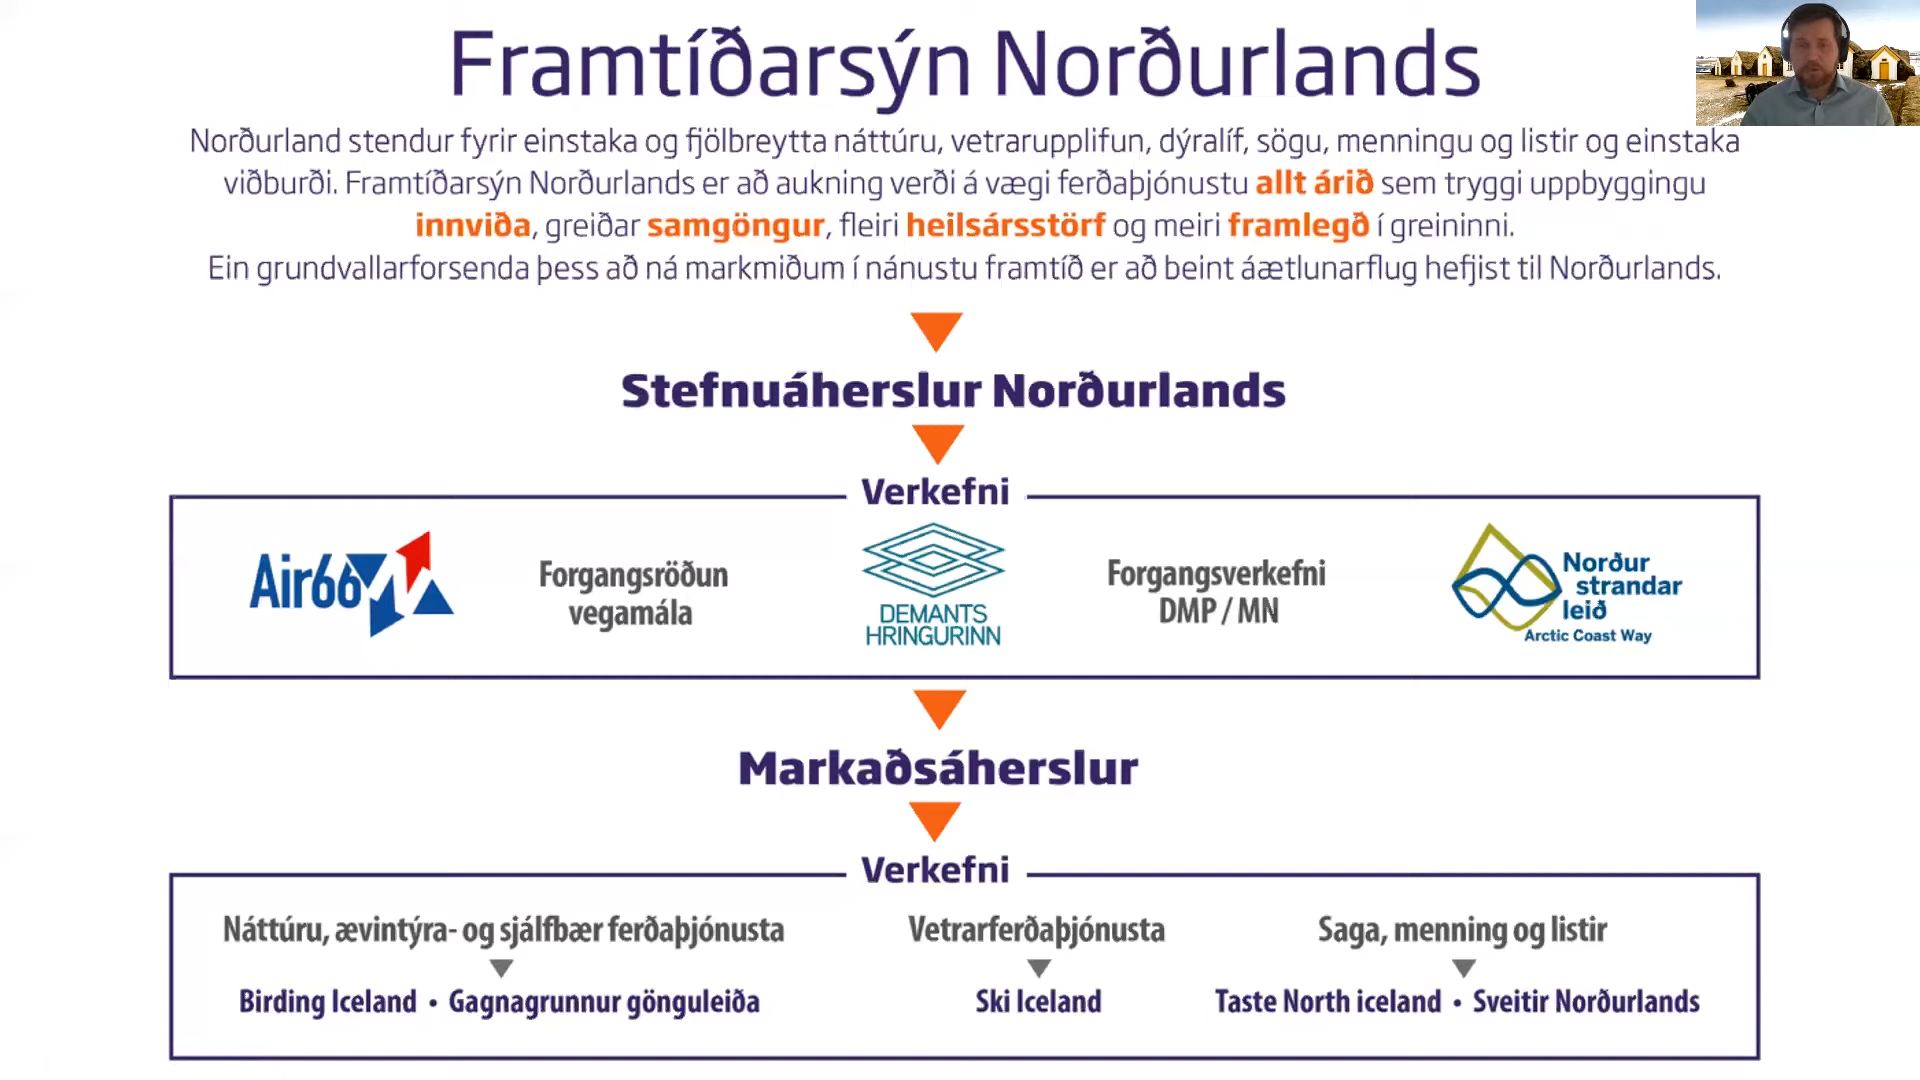 Framtíðarsýn Norðurlands
Norðurland stendur fyrir einstaka og fjölbreytta náttúru, vetrarupplifun, dýralíf, sögu, menningu og listir og einstaka
viðburði. Framtíðarsýn Norðurlands er að aukning verði á vægi ferðaþjónustu allt árið sem tryggi uppbyggingu
innviða, greiðar samgöngur, fleiri heilsársstörf og meiri framlegð í greininni.
Ein grundvallarforsenda þess að ná markmiðum í nánustu framtíð er að beint áætlunarflug hefjist til Norðurlands.
Stefnuáherslur Norðurlands
Verkefni
Air66N
Forgangsröðun
vegamála
DEMANTS
HRINGURINN
Forgangsverkefni
DMP / MN
Norður
strandar
leið
Arctic Coast Way
Markaðsáherslur
Verkefni
Náttúru, ævintýra- og sjálfbær ferðaþjónusta
Birding Iceland • Gagnagrunnur gönguleiða
Vetrarferðaþjónusta
Ski Iceland
Saga, menning og listir
Taste North iceland • Sveitir Norðurlands